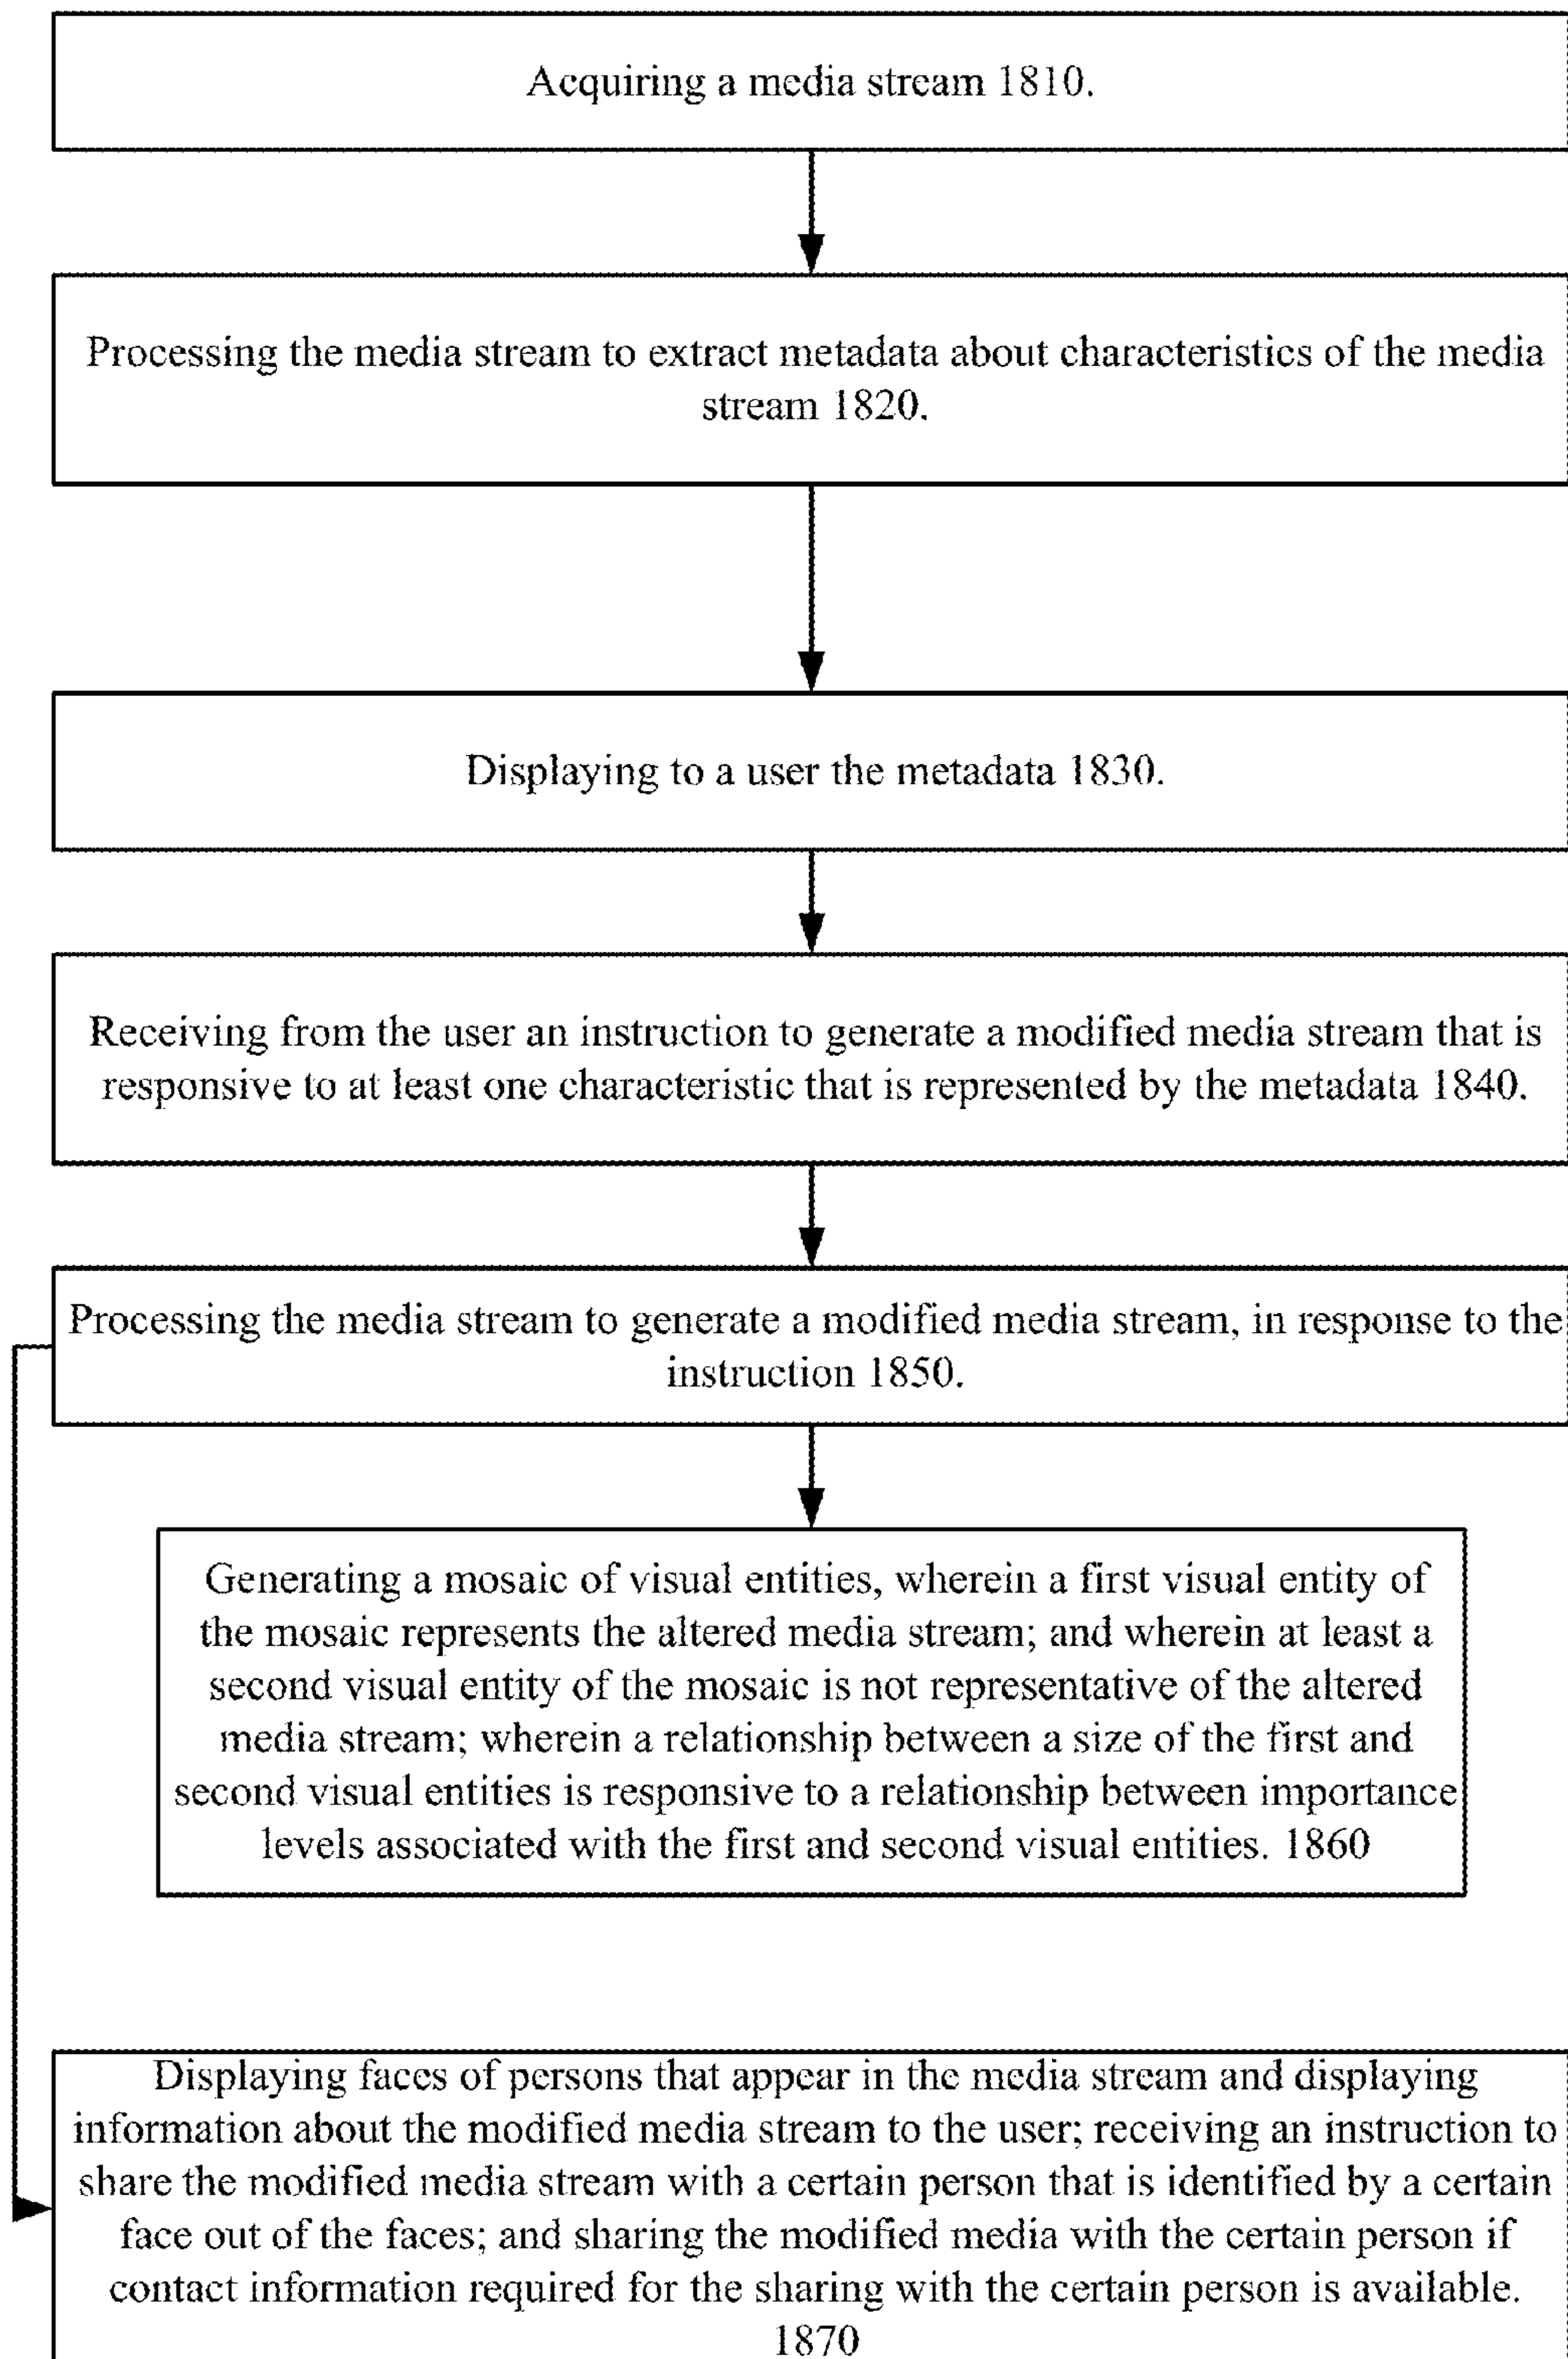 Acquiring a media stream 1810.
Processing the media stream to extract metadata about characteristics of the media
stream 1820.
Displaying to a user the metadata 1830.
Receiving from the user an instruction to generate a modified media stream that is
responsive to at least one characteristic that is represented by the metadata 1840.
Processing the media stream to generate a modified media stream, in response to the
instruction 1850.
Generating a mosaic of visual entities, wherein a first visual entity of
the mosaic represents the altered media stream; and wherein at least a
second visual entity of the mosaic is not representative of the altered
media stream; wherein a relationship between a size of the first and
second visual entities is responsive to a relationship between importance
levels associated with the first and second visual entities. 1860
Displaying faces of persons that appear in the media stream and displaying
information about the modified media stream to the user; receiving an instruction to
share the modified media stream with a certain person that is identified by a certain
face out of the faces; and sharing the modified media with the certain person if
contact information required for the sharing with the certain person is available.
1870